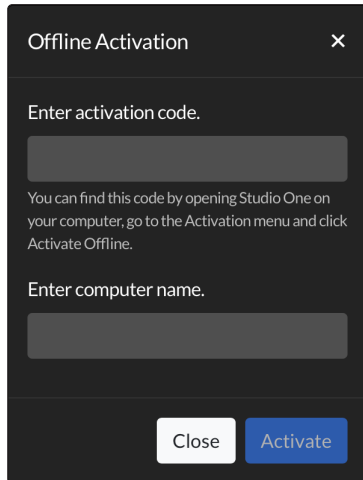 Offline Activation ×
Enter activation code.
You can find this code by opening Studio One on
your computer, go to the Activation menu and click
Activate Offline.
Enter computer name.
Close Activate